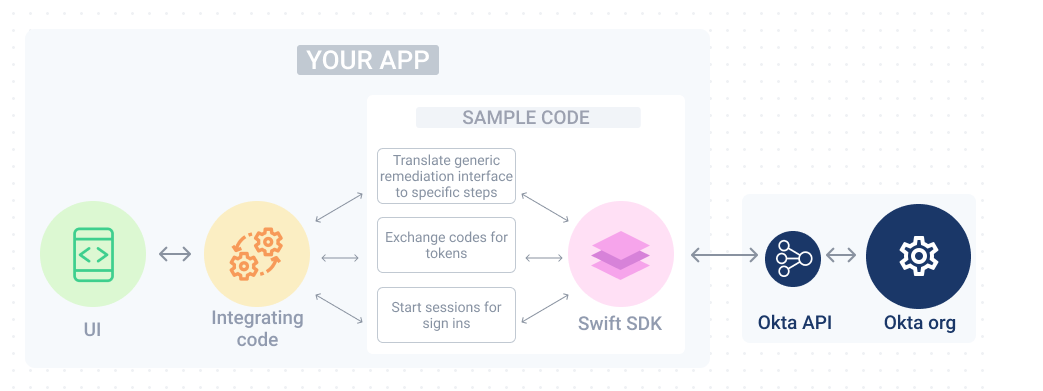 YOUR APP
SAMPLE CODE
Translate generic
remediation interface
to specific steps
Exchange codes for
tokens
Start sessions for
sign ins
UI
Integrating
code
Swift SDK
Okta API
Okta org